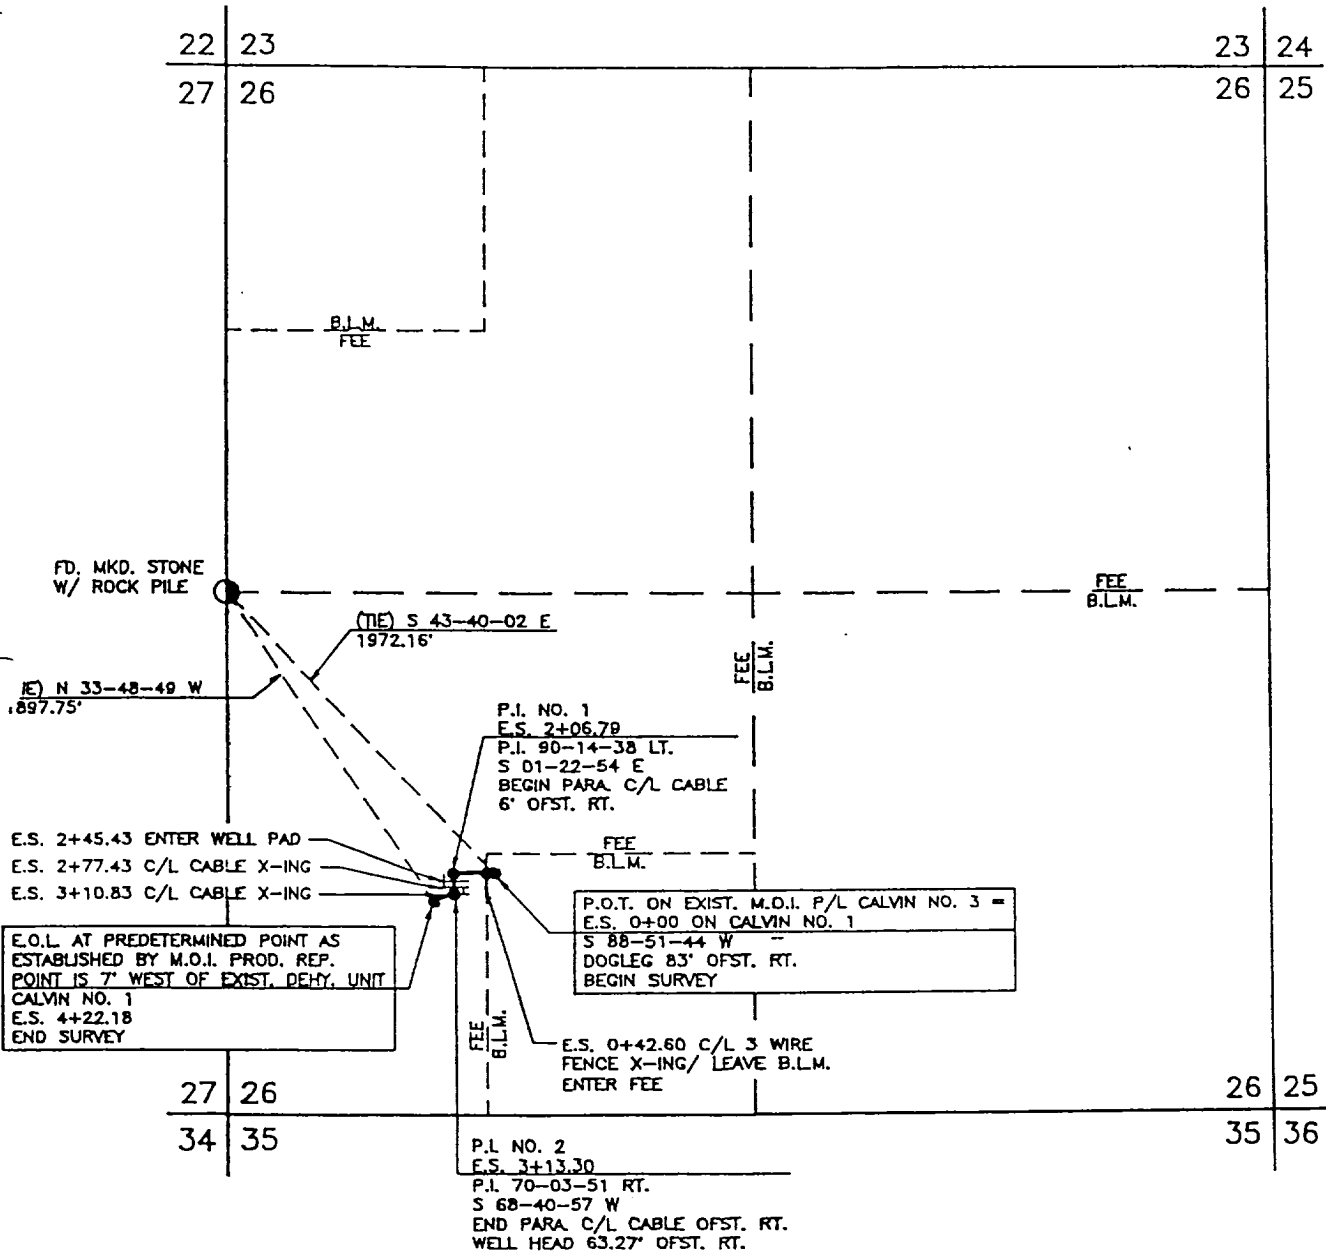 22 23
23 24
27 26
26 25
B.L.M.
FEE
FD. MKD. STONE
W/ ROCK PILE
FEE
B.L.M.
(TIE) S 43-40-02 E
1972.16'
FEE
B.L.M.
IE) N 33-48-49 W
897.75'
P.I. NO. 1
E.S. 2+06.79
P.I. 90-14-38 LT.
S 01-22-54 E
BEGIN PARA. C/L CABLE
6' OFST. RT.
E.S. 2+45.43 ENTER WELL PAD
E.S. 2+77.43 C/L CABLE X-ING
E.S. 3+10.83 C/L CABLE X-ING
FEE
B.L.M.
P.O.T. ON EXIST. M.O.I. P/L CALVIN NO. 3 =
E.S. 0+00 ON CALVIN NO. 1
S 88-51-44 W
DOGLEG 83' OFST. RT.
BEGIN SURVEY
E.O.L. AT PREDETERMINED POINT AS
ESTABLISHED BY M.O.I. PROD. REP.
POINT IS 7' WEST OF EXIST. DEHY. UNIT
CALVIN NO. 1
E.S. 4+22.18
END SURVEY
FEE
B.L.M.
E.S. 0+42.60 C/L 3 WIRE
FENCE X-ING/ LEAVE B.L.M.
ENTER FEE
27 26
26 25
34 35
35 36
P.I. NO. 2
E.S. 3+13.30
P.I. 70-03-51 RT.
S 68-40-57 W
END PARA. C/L CABLE OFST. RT.
WELL HEAD 63.27' OFST. RT.